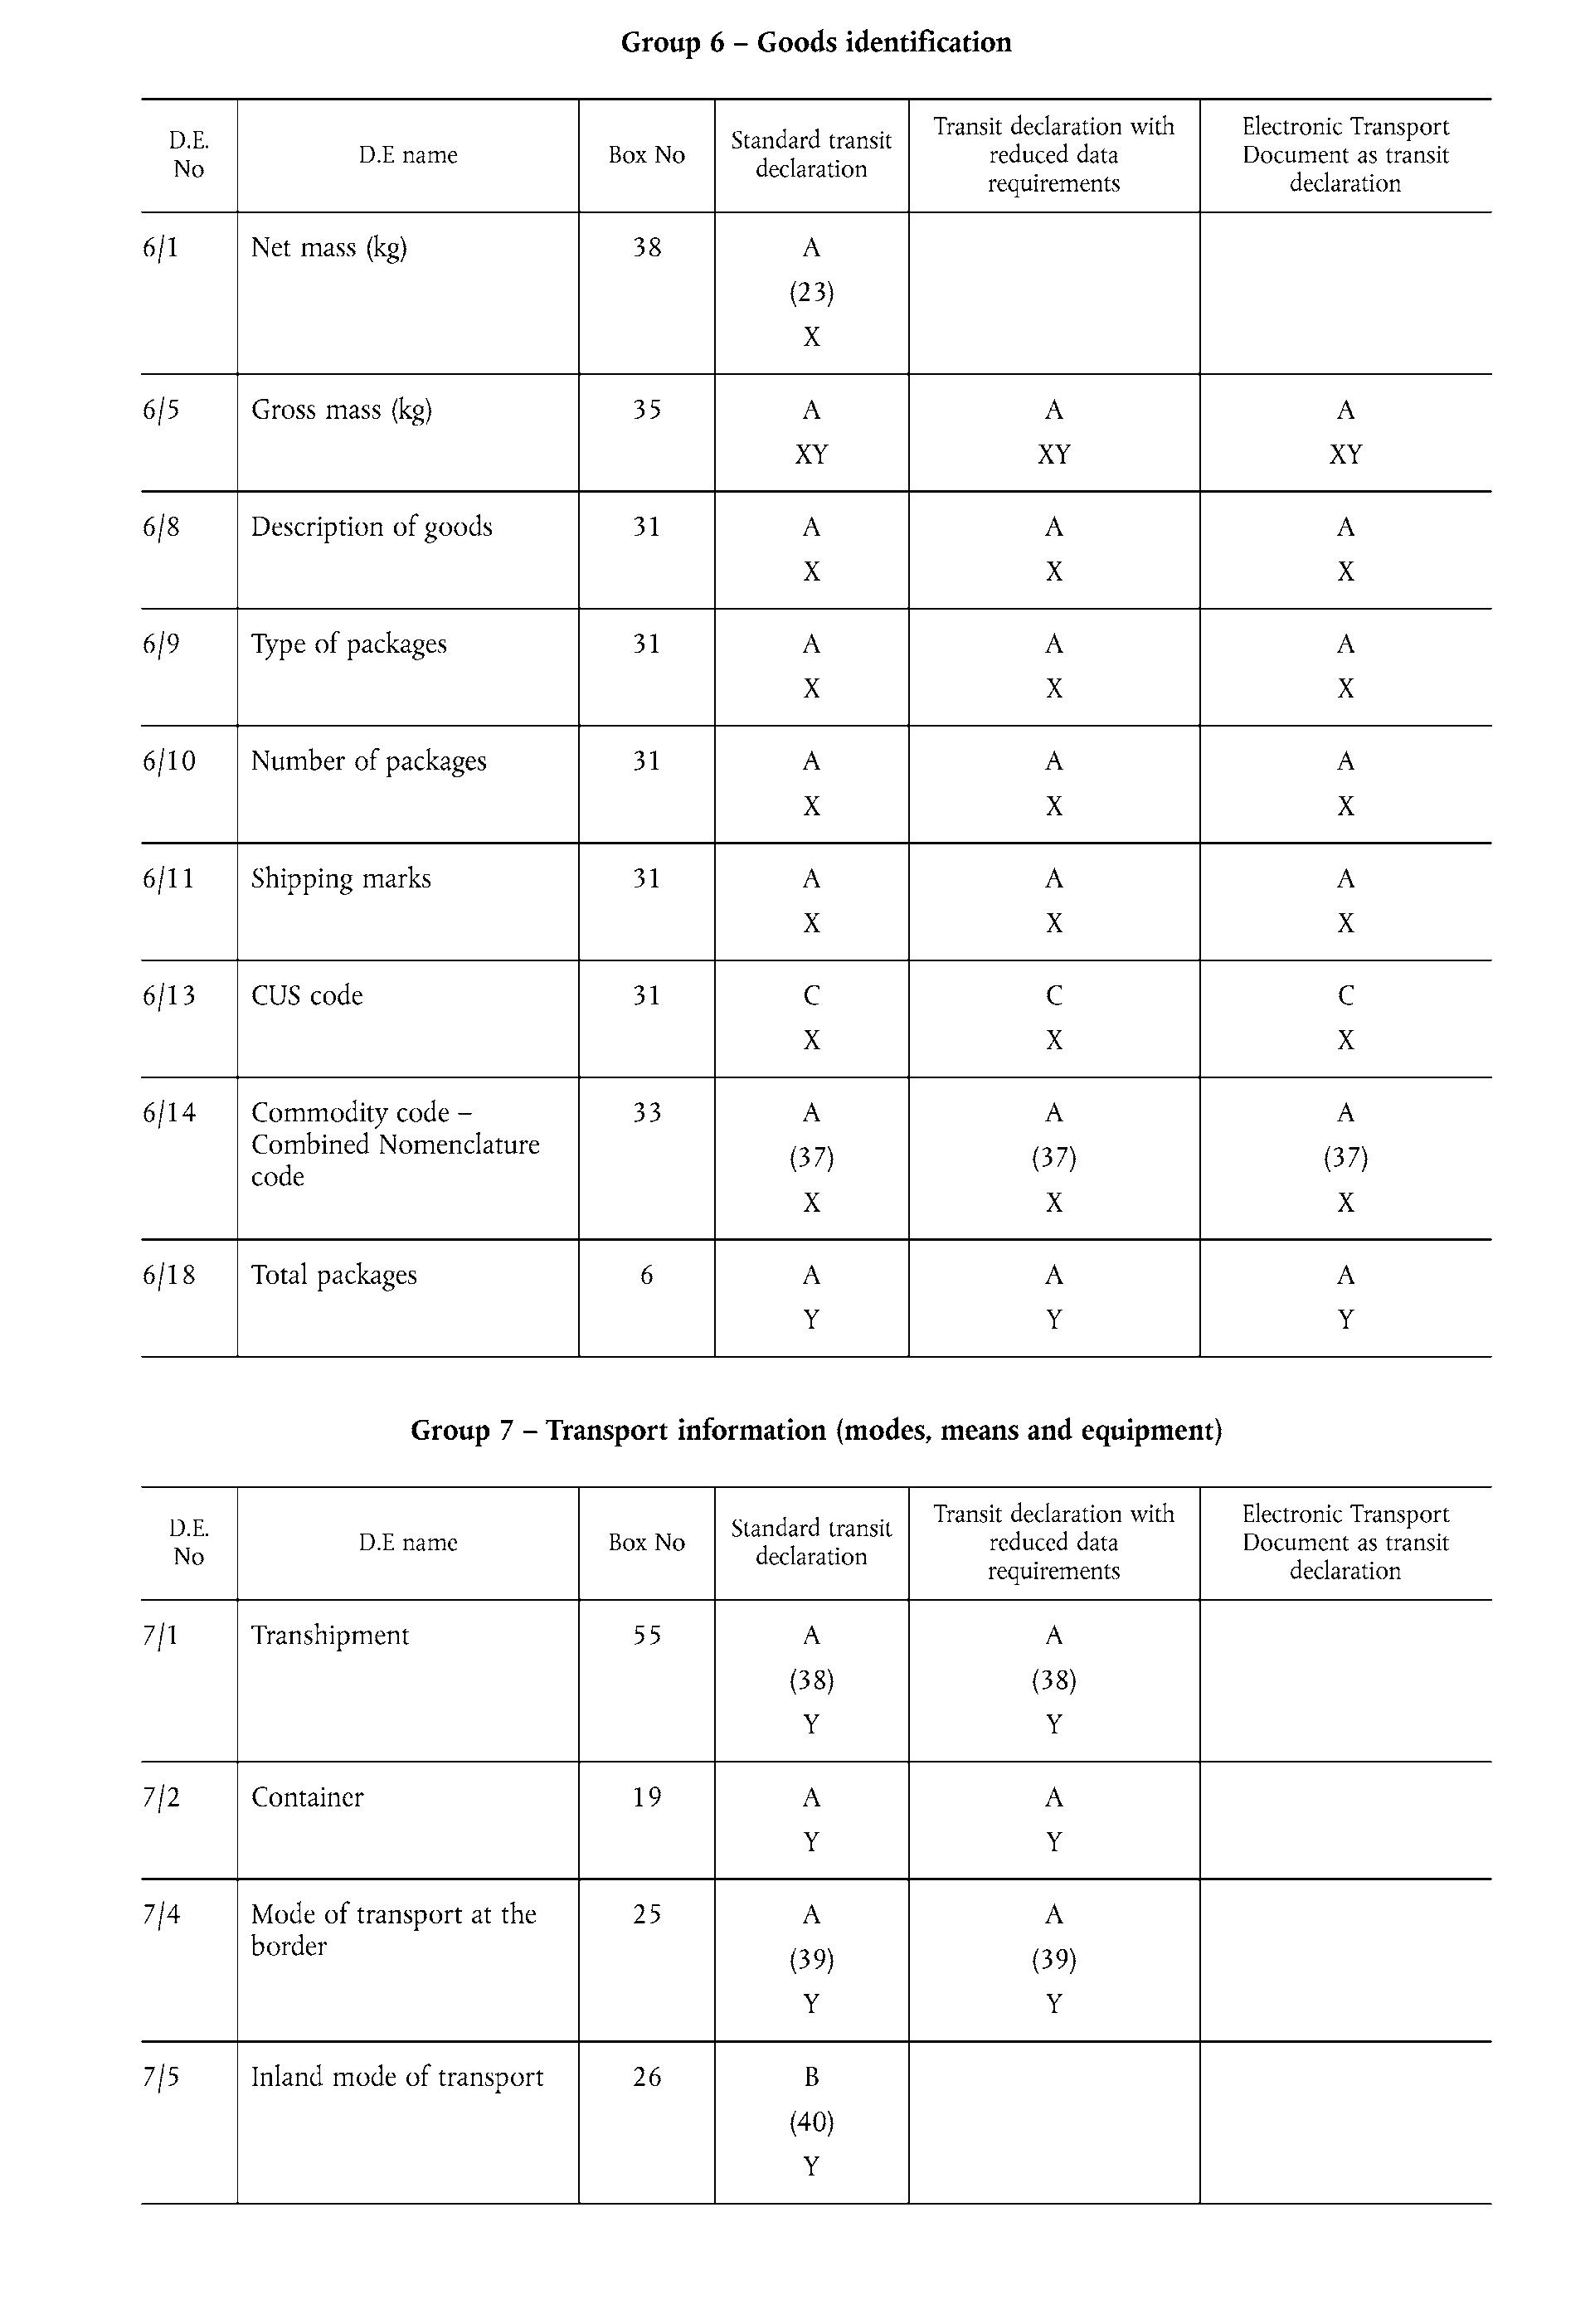 Group 6 – Goods identification
D.E. No | D.E name | Box No | Standard transit declaration | Transit declaration with reduced data requirements | Electronic Transport Document as transit declaration
6/1 | Net mass (kg) | 38 | A (23) X | |
6/5 | Gross mass (kg) | 35 | A XY | A XY | A XY
6/8 | Description of goods | 31 | A X | A X | A X
6/9 | Type of packages | 31 | A X | A X | A X
6/10 | Number of packages | 31 | A X | A X | A X
6/11 | Shipping marks | 31 | A X | A X | A X
6/13 | CUS code | 31 | C X | C X | C X
6/14 | Commodity code – Combined Nomenclature code | 33 | A (37) X | A (37) X | A (37) X
6/18 | Total packages | 6 | A Y | A Y | A Y
Group 7 – Transport information (modes, means and equipment)
D.E. No | D.E name | Box No | Standard transit declaration | Transit declaration with reduced data requirements | Electronic Transport Document as transit declaration
7/1 | Transhipment | 55 | A (38) Y | A (38) Y |
7/2 | Container | 19 | A Y | A Y |
7/4 | Mode of transport at the border | 25 | A (39) Y | A (39) Y |
7/5 | Inland mode of transport | 26 | B (40) Y | |